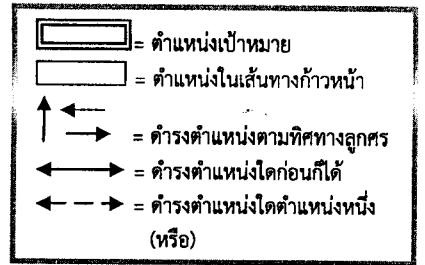 = ตำแหน่งเป้าหมาย
= ตำแหน่งในเส้นทางก้าวหน้า
= ดำรงตำแหน่งตามทิศทางลูกศร
= ดำรงตำแหน่งใดก่อนก็ได้
= ดำรงตำแหน่งใดตำแหน่งหนึ่ง
(หรือ)